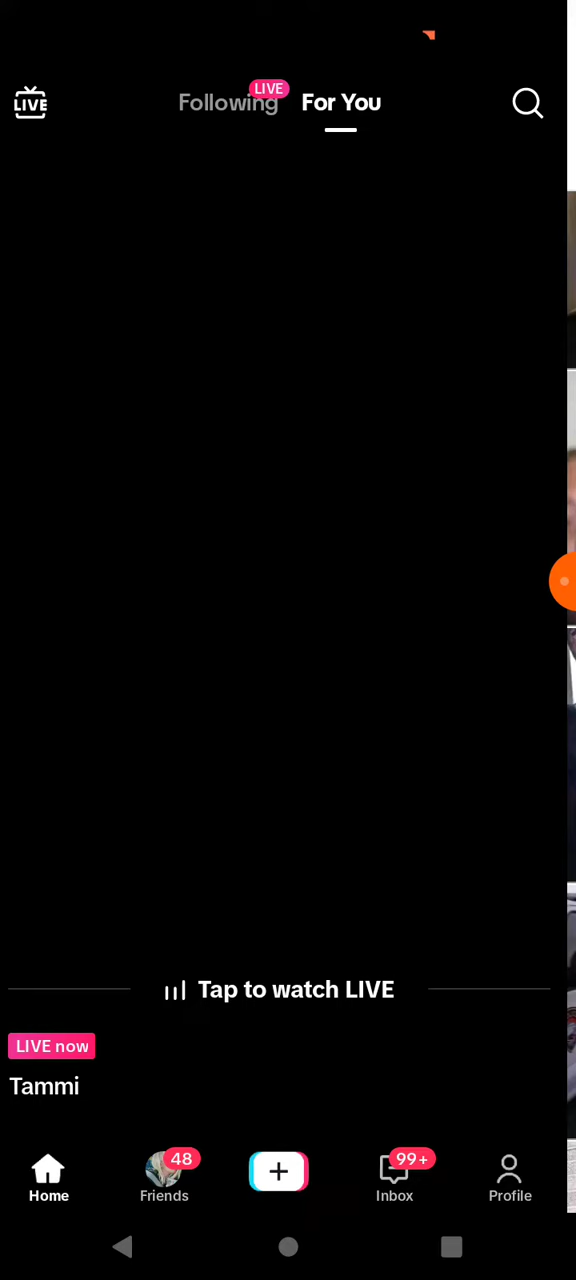 LIVE
Following
LIVE
For You
Tap to watch LIVE
LIVE now
Tammi
48
99+
Home
Friends
Inbox
Profile